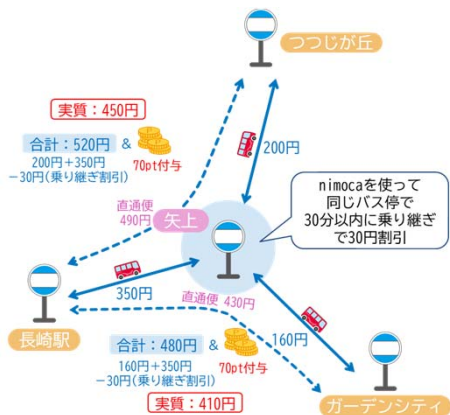 つつじが丘
実質：450円
合計：520円 &
200円＋350円
－30円(乗り継ぎ割引)
70pt付与
200円
nimocaを使って
同じバス停で
30分以内に乗り継ぎ
で30円割引
直通便
490円
矢上
350円
長崎駅
直通便 430円
160円
合計：480円 &
160円＋350円
－30円(乗り継ぎ割引)
70pt付与
実質：410円
ガーデンシティ